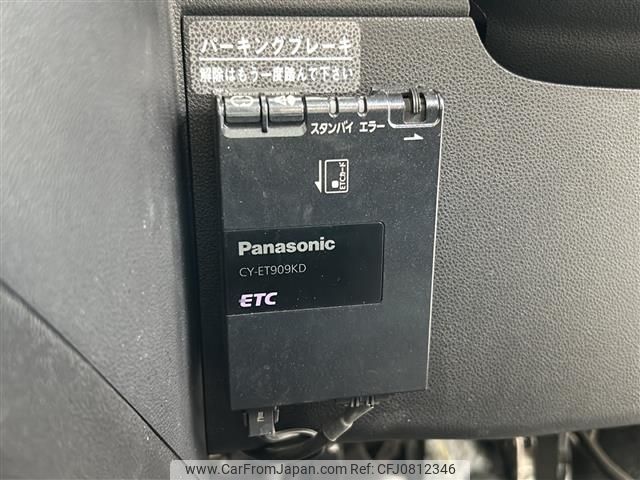 パーキングブレーキ
解除はもう一度踏んで下さい
スタンバイ エラー
ETCカード
Panasonic
CY-ET909KD
ETC
www.CarFromJapan.com - No.CFJ0812346